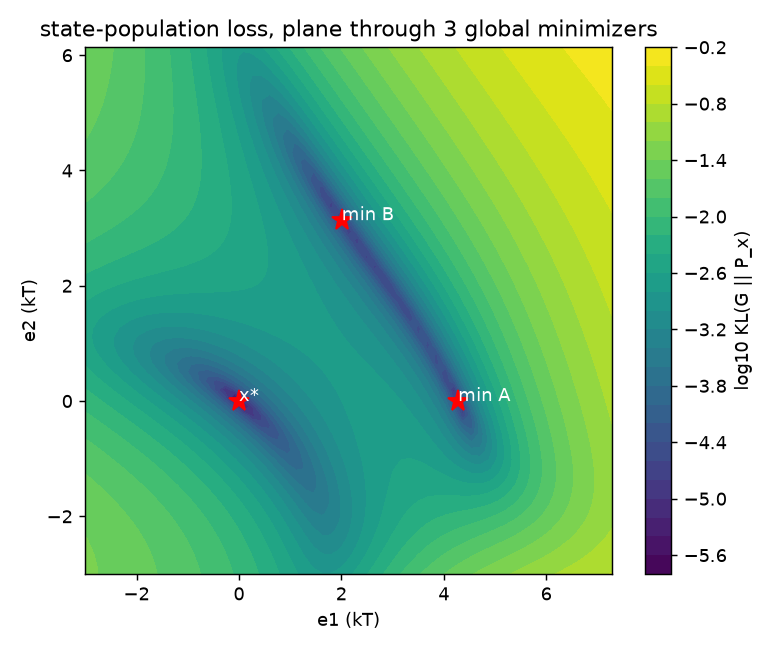 state-population loss, plane through 3 global minimizers
6
4
2
0
−2
e2 (kT)
−2
0
2
4
6
e1 (kT)
min B
x*
min A
−0.2
−0.8
−1.4
−2.0
−2.6
−3.2
−3.8
−4.4
−5.0
−5.6
log10 KL(G || P_x)